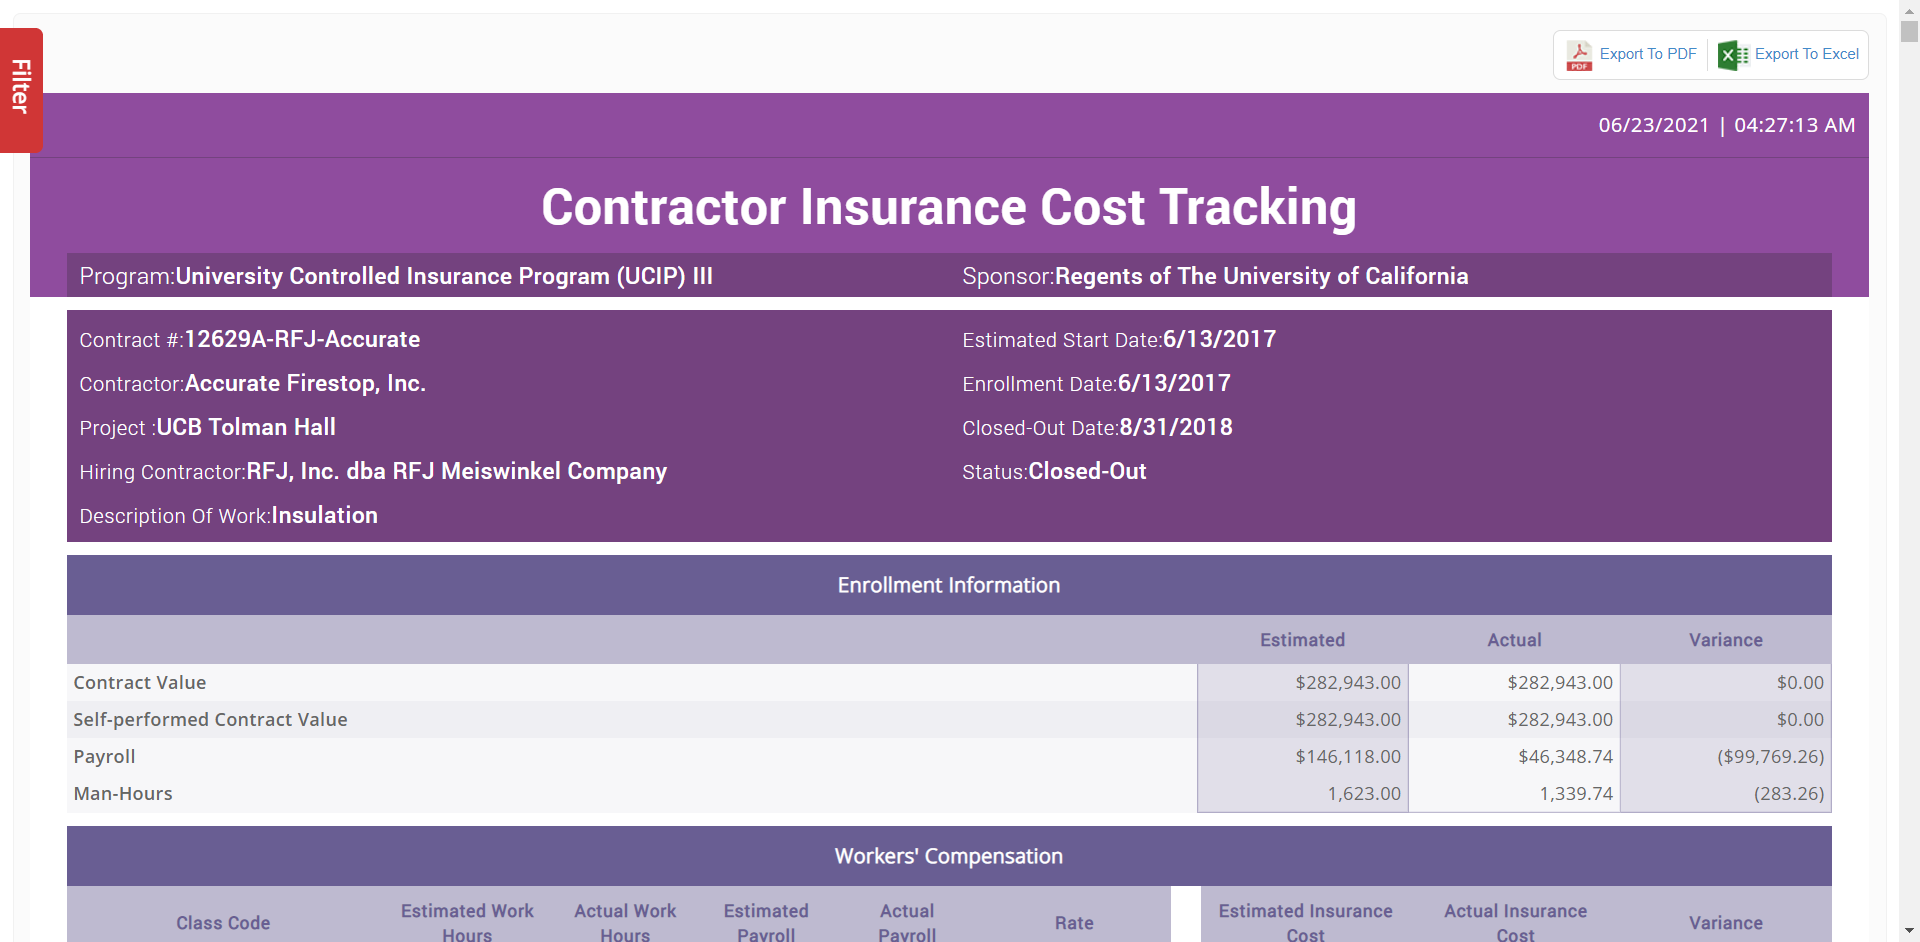 Filter
Export To PDF
Export To Excel
06/23/2021 | 04:27:13 AM
Contractor Insurance Cost Tracking
Program:University Controlled Insurance Program (UCIP) III
Sponsor:Regents of The University of California
Contract #:12629A-RFJ-Accurate
Estimated Start Date:6/13/2017
Contractor:Accurate Firestop, Inc.
Enrollment Date:6/13/2017
Project :UCB Tolman Hall
Closed-Out Date:8/31/2018
Hiring Contractor:RFJ, Inc. dba RFJ Meiswinkel Company
Status:Closed-Out
Description Of Work:Insulation
Enrollment Information
Estimated Actual Variance
Contract Value $282,943.00 $282,943.00 $0.00
Self-performed Contract Value $282,943.00 $282,943.00 $0.00
Payroll $146,118.00 $46,348.74 ($99,769.26)
Man-Hours 1,623.00 1,339.74 (283.26)
Workers' Compensation
Class Code
Estimated Work Hours
Actual Work Hours
Estimated Payroll
Actual Payroll
Rate
Estimated Insurance Cost
Actual Insurance Cost
Variance